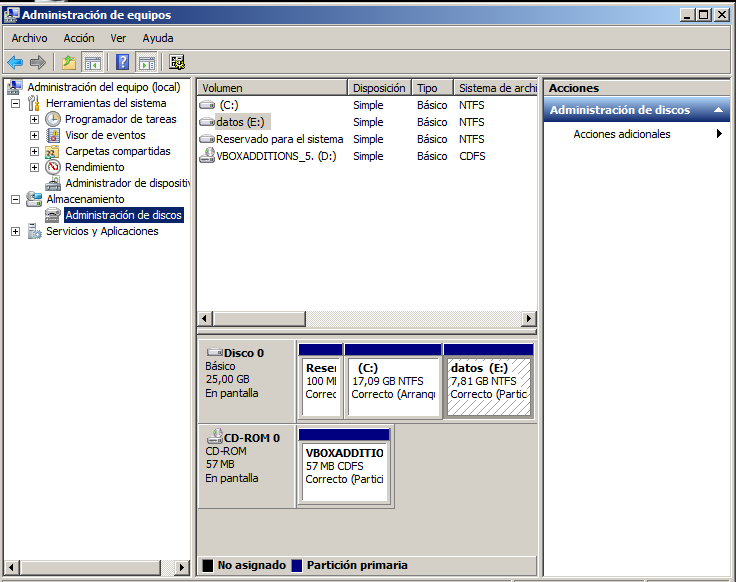 Administración de equipos
Archivo Acción Ver Ayuda
Administración del equipo (local)
Herramientas del sistema
Programador de tareas
Visor de eventos
Carpetas compartidas
Rendimiento
Administrador de dispositi
Almacenamiento
Administración de discos
Servicios y Aplicaciones
Volumen Disposición Tipo Sistema de archi
(C:) Simple Básico NTFS
datos (E:) Simple Básico NTFS
Reservado para el sistema Simple Básico NTFS
VBOXADDITIONS_5. (D:) Simple Básico CDFS
Disco 0
Básico
25,00 GB
En pantalla
Reser
100 MI
Correc
(C:)
17,09 GB NTFS
Correcto (Arranq
datos (E:)
7,81 GB NTFS
Correcto (Partic
CD-ROM 0
CD-ROM
57 MB
En pantalla
VBOXADDITIO
57 MB CDFS
Correcto (Partici
No asignado Partición primaria
Acciones
Administración de discos
Acciones adicionales